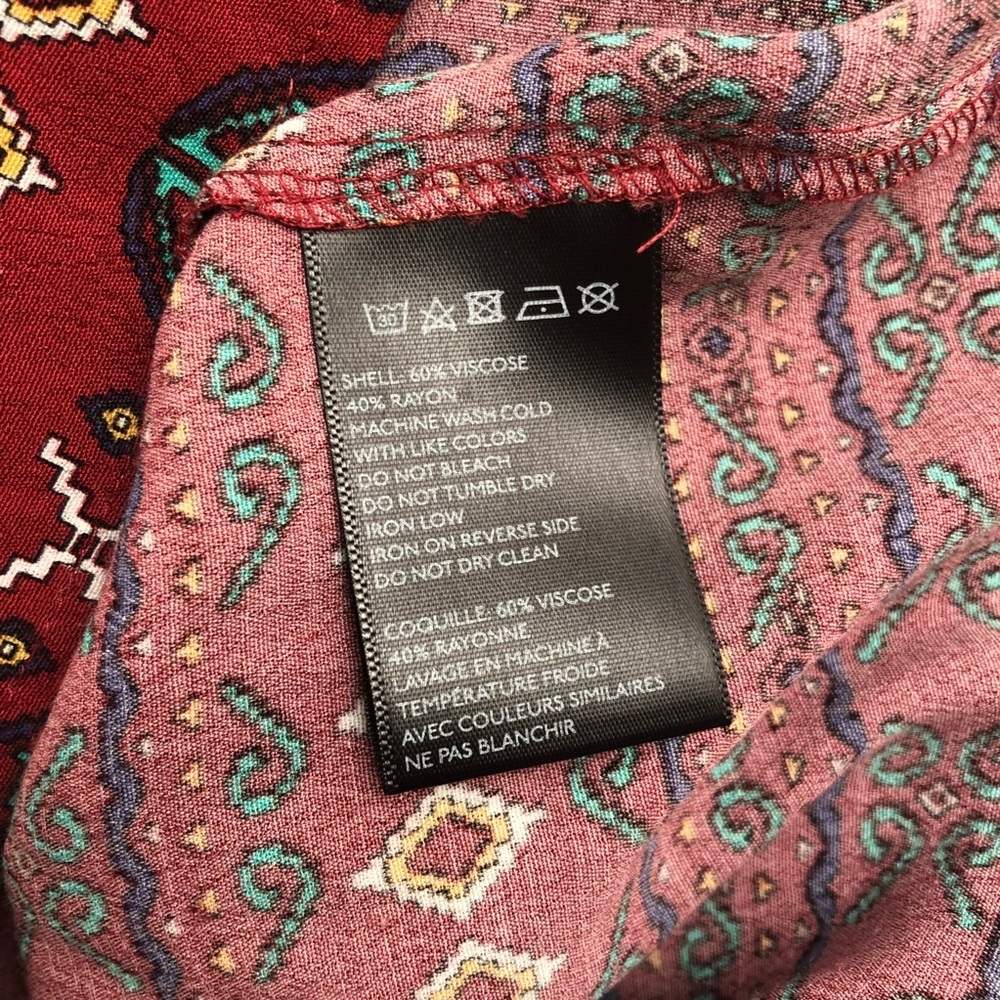 30
SHELL: 60% VISCOSE
40% RAYON
MACHINE WASH COLD
WITH LIKE COLORS
DO NOT BLEACH
DO NOT TUMBLE DRY
IRON LOW
IRON ON REVERSE SIDE
DO NOT DRY CLEAN
COQUILLE: 60% VISCOSE
40% RAYONNE
LAVAGE EN MACHINE À
TEMPÉRATURE FROIDE
AVEC COULEURS SIMILAIRES
NE PAS BLANCHIR